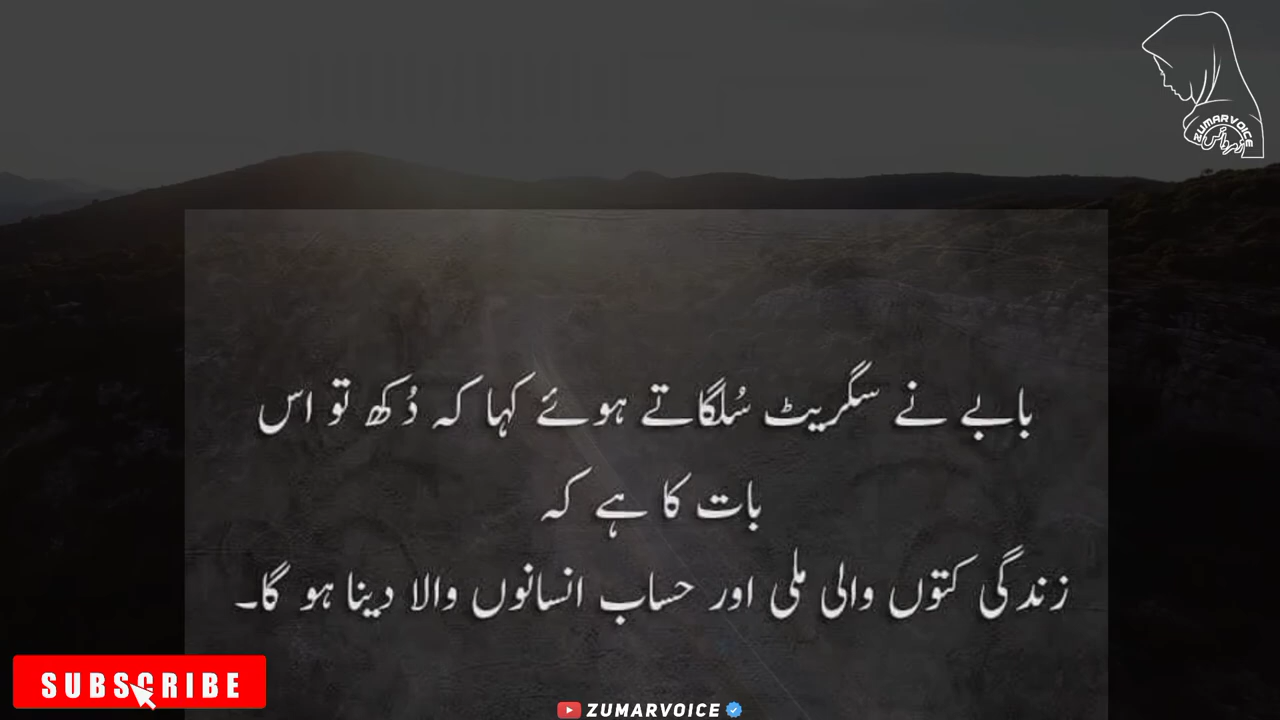 ZUMARVOICE
بابے نے سگریٹ سُلگاتے ہوئے کہا کہ دُکھ تو اس
بات کا ہے کہ
زندگی کتوں والی ملی اور حساب انسانوں والا دینا ہو گا۔
SUBSCRIBE
ZUMARVOICE